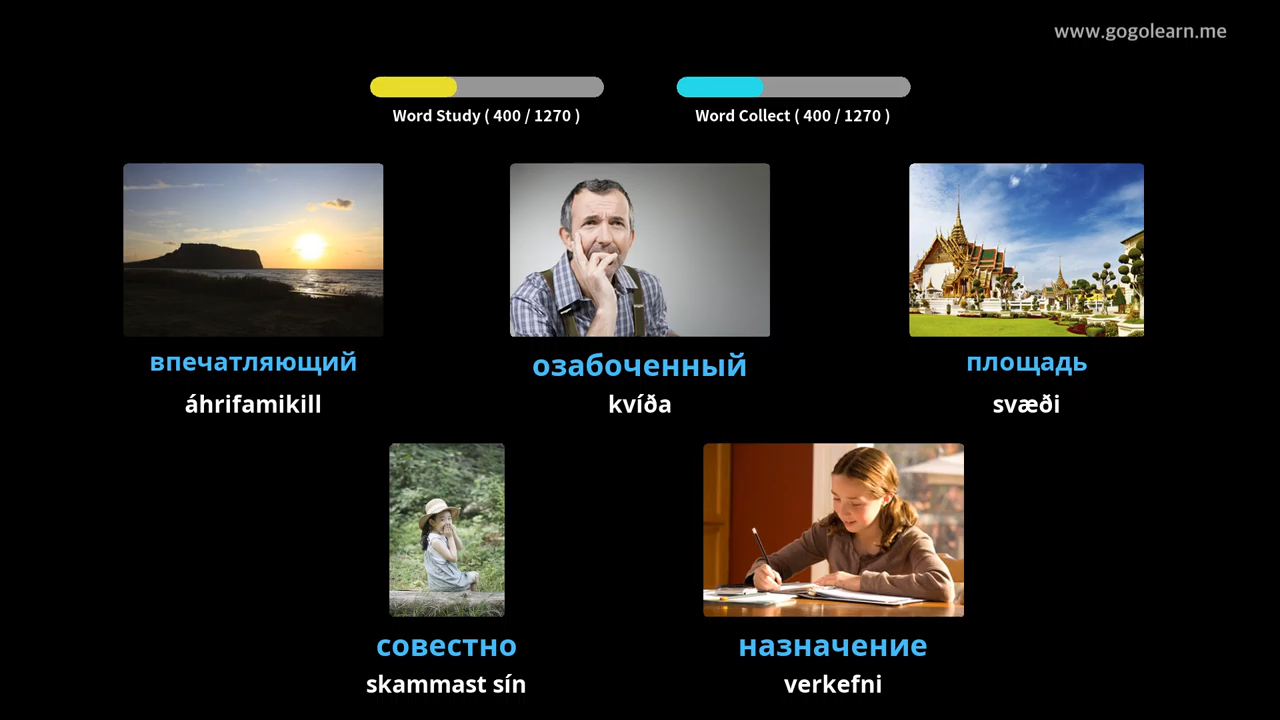 www.gogolearn.me
Word Study ( 400 / 1270 )
Word Collect ( 400 / 1270 )
впечатляющий
áhrifamikill
озабоченный
kvíða
площадь
svæði
совестно
skammast sín
назначение
verkefni